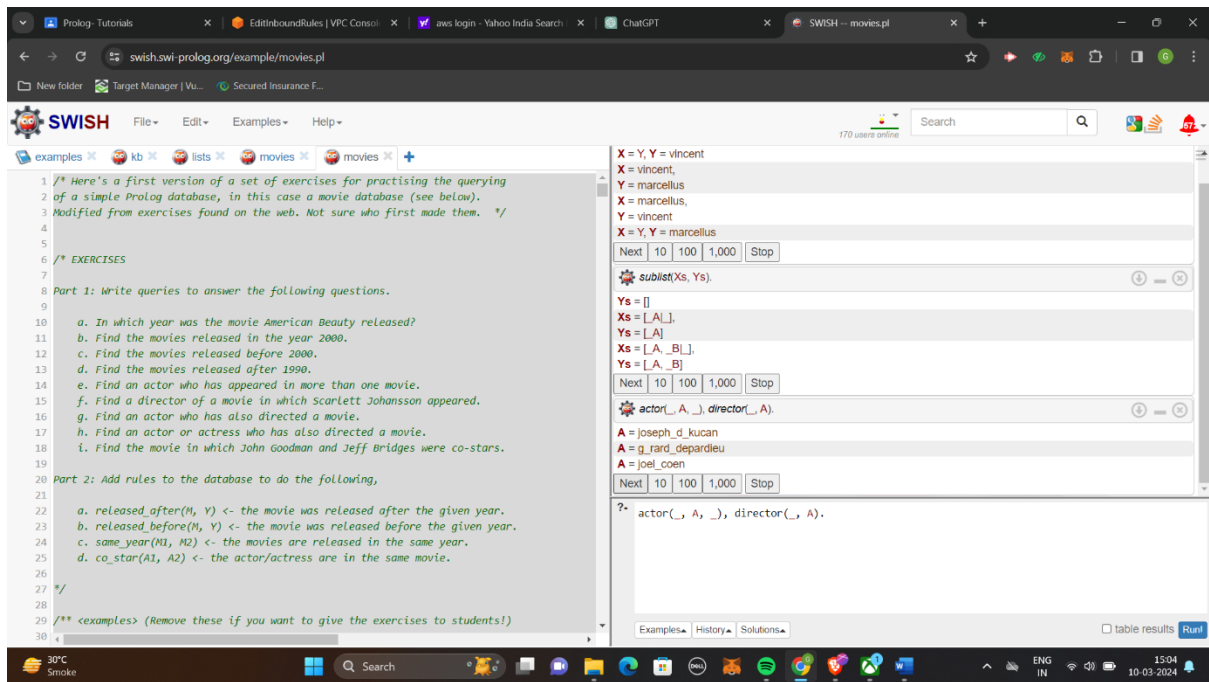 Prolog- Tutorials
EditInboundRules | VPC Consol
aws login - Yahoo India Search
ChatGPT
SWISH -- movies.pl
swish.swi-prolog.org/example/movies.pl
G
New folder
Target Manager | Vu...
Secured Insurance F...
SWISH
File
Edit
Examples
Help
170 users online
Search
examples
kb
lists
movies
movies
1 /* Here's a first version of a set of exercises for practising the querying
2 of a simple Prolog database, in this case a movie database (see below).
3 Modified from exercises found on the web. Not sure who first made them. */
4
5
6 /* EXERCISES
7
8 Part 1: Write queries to answer the following questions.
9
10 a. In which year was the movie American Beauty released?
11 b. Find the movies released in the year 2000.
12 c. Find the movies released before 2000.
13 d. Find the movies released after 1990.
14 e. Find an actor who has appeared in more than one movie.
15 f. Find a director of a movie in which Scarlett Johansson appeared.
16 g. Find an actor who has also directed a movie.
17 h. Find an actor or actress who has also directed a movie.
18 i. Find the movie in which John Goodman and Jeff Bridges were co-stars.
19
20 Part 2: Add rules to the database to do the following,
21
22 a. released_after(M, Y) <- the movie was released after the given year.
23 b. released_before(M, Y) <- the movie was released before the given year.
24 c. same_year(M1, M2) <- the movies are released in the same year.
25 d. co_star(A1, A2) <- the actor/actress are in the same movie.
26
27 */
28
29 /** <examples> (Remove these if you want to give the exercises to students!)
30
X = Y, Y = vincent
X = vincent,
Y = marcellus
X = marcellus,
Y = vincent
X = Y, Y = marcellus
Next 10 100 1,000 Stop
sublist(Xs, Ys).
Ys = []
Xs = [_A|_],
Ys = [_A]
Xs = [_A, _B|_],
Ys = [_A, _B]
Next 10 100 1,000 Stop
actor(_, A, _), director(_, A).
A = joseph_d_kucan
A = g_rard_depardieu
A = joel_coen
Next 10 100 1,000 Stop
?- actor(_, A, _), director(_, A).
Examples History Solutions
table results Run!
30°C
Smoke
Search
DELL
ENG
IN
15:04
10-03-2024